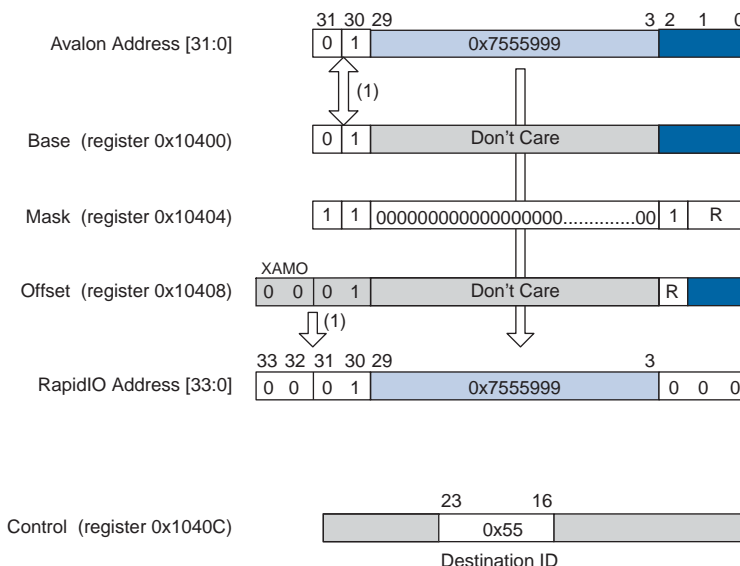 31 30 29 3 2 1 0
Avalon Address [31:0] 0 1 0x7555999
(1)
Base (register 0x10400) 0 1 Don't Care
Mask (register 0x10404) 1 1 000000000000000000..............00 1 R
XAMO
Offset (register 0x10408) 0 0 0 1 Don't Care R
(1)
33 32 31 30 29 3
RapidIO Address [33:0] 0 0 0 1 0x7555999 0 0 0
23 16
Control (register 0x1040C) 0x55
Destination ID